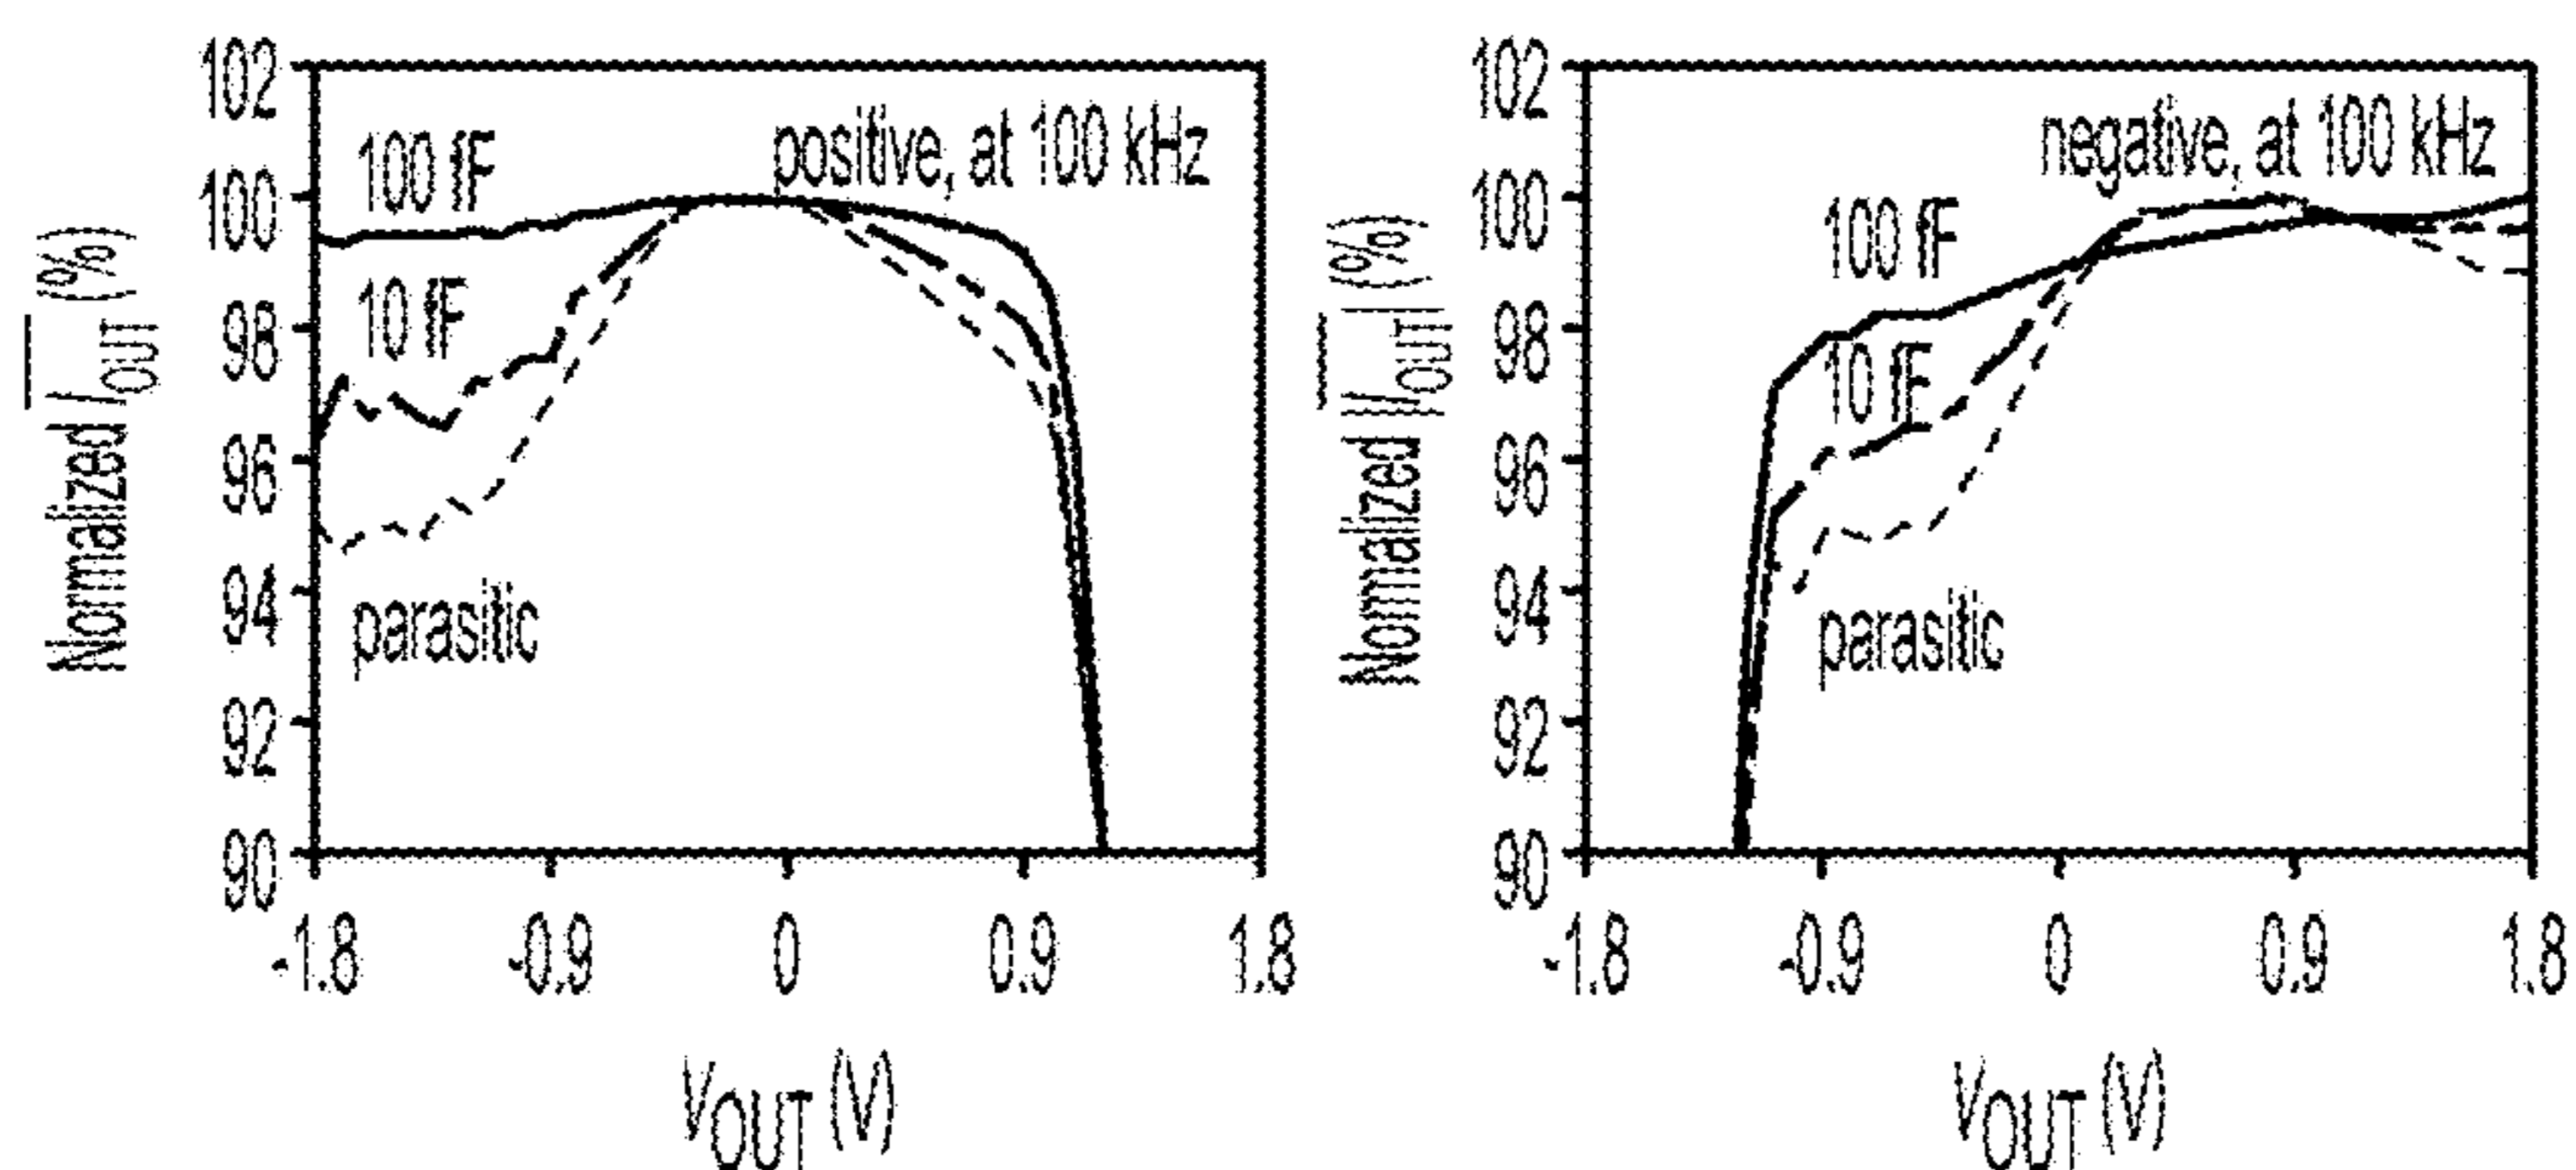 102
100
98
96
94
92
90
Normalized I_OUT (%)
100 fF
10 fF
parasitic
positive, at 100 kHz
-1.8 -0.9 0 0.9 1.8
V_OUT (V)
102
100
98
96
94
92
90
Normalized |I_OUT| (%)
negative, at 100 kHz
100 fF
10 fF
parasitic
-1.8 -0.9 0 0.9 1.8
V_OUT (V)